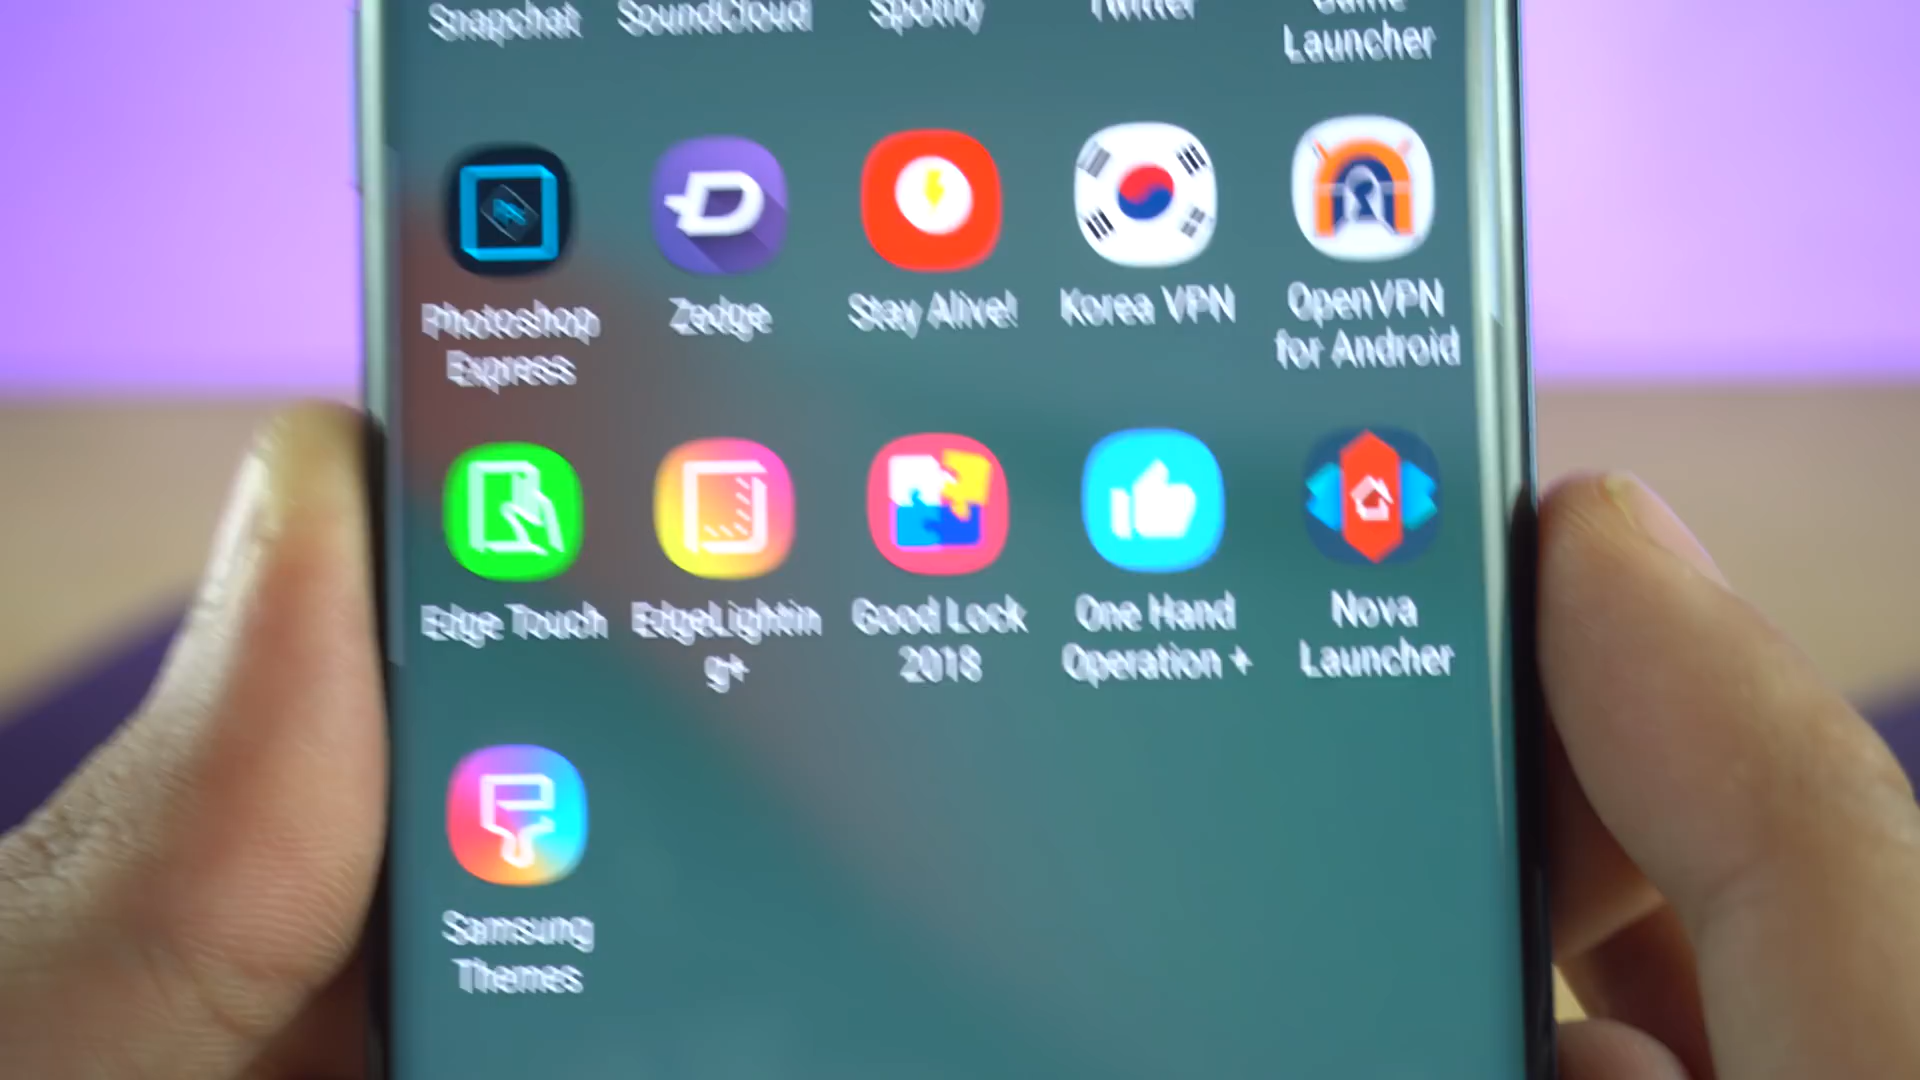 Snapchat SoundCloud Spotify Twitter Game
Launcher
Photoshop
Express
Zedge
Stay Alive!
Korea VPN
OpenVPN
for Android
Edge Touch
EdgeLightin
g+
Good Lock
2018
One Hand
Operation +
Nova
Launcher
Samsung
Themes